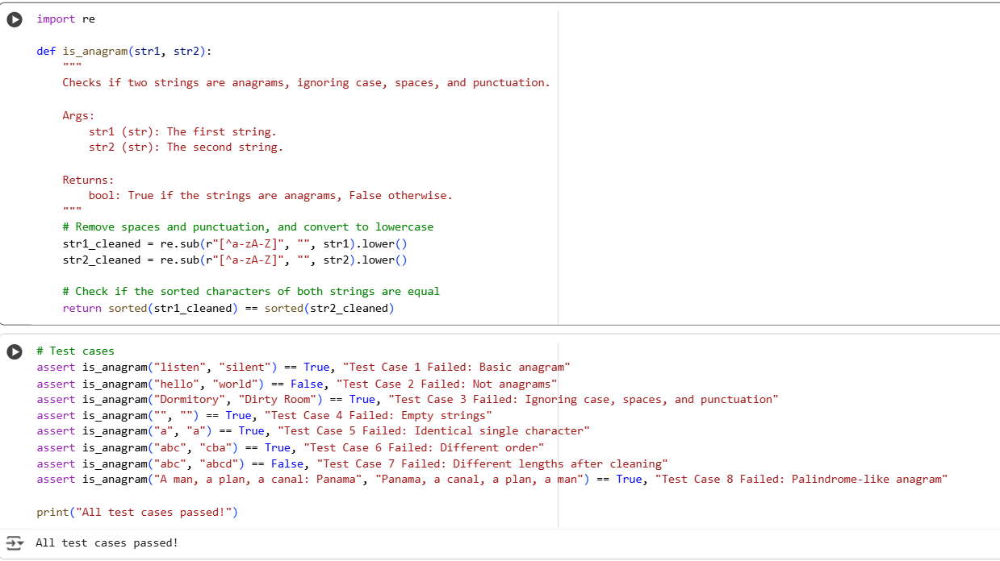 import re
def is_anagram(str1, str2):
"""
Checks if two strings are anagrams, ignoring case, spaces, and punctuation.
Args:
str1 (str): The first string.
str2 (str): The second string.
Returns:
bool: True if the strings are anagrams, False otherwise.
"""
# Remove spaces and punctuation, and convert to lowercase
str1_cleaned = re.sub(r"[^a-zA-Z]", "", str1).lower()
str2_cleaned = re.sub(r"[^a-zA-Z]", "", str2).lower()
# Check if the sorted characters of both strings are equal
return sorted(str1_cleaned) == sorted(str2_cleaned)
# Test cases
assert is_anagram("listen", "silent") == True, "Test Case 1 Failed: Basic anagram"
assert is_anagram("hello", "world") == False, "Test Case 2 Failed: Not anagrams"
assert is_anagram("Dormitory", "Dirty Room") == True, "Test Case 3 Failed: Ignoring case, spaces, and punctuation"
assert is_anagram("", "") == True, "Test Case 4 Failed: Empty strings"
assert is_anagram("a", "a") == True, "Test Case 5 Failed: Identical single character"
assert is_anagram("abc", "cba") == True, "Test Case 6 Failed: Different order"
assert is_anagram("abc", "abcd") == False, "Test Case 7 Failed: Different lengths after cleaning"
assert is_anagram("A man, a plan, a canal: Panama", "Panama, a canal, a plan, a man") == True, "Test Case 8 Failed: Palindrome-like anagram"
print("All test cases passed!")
All test cases passed!